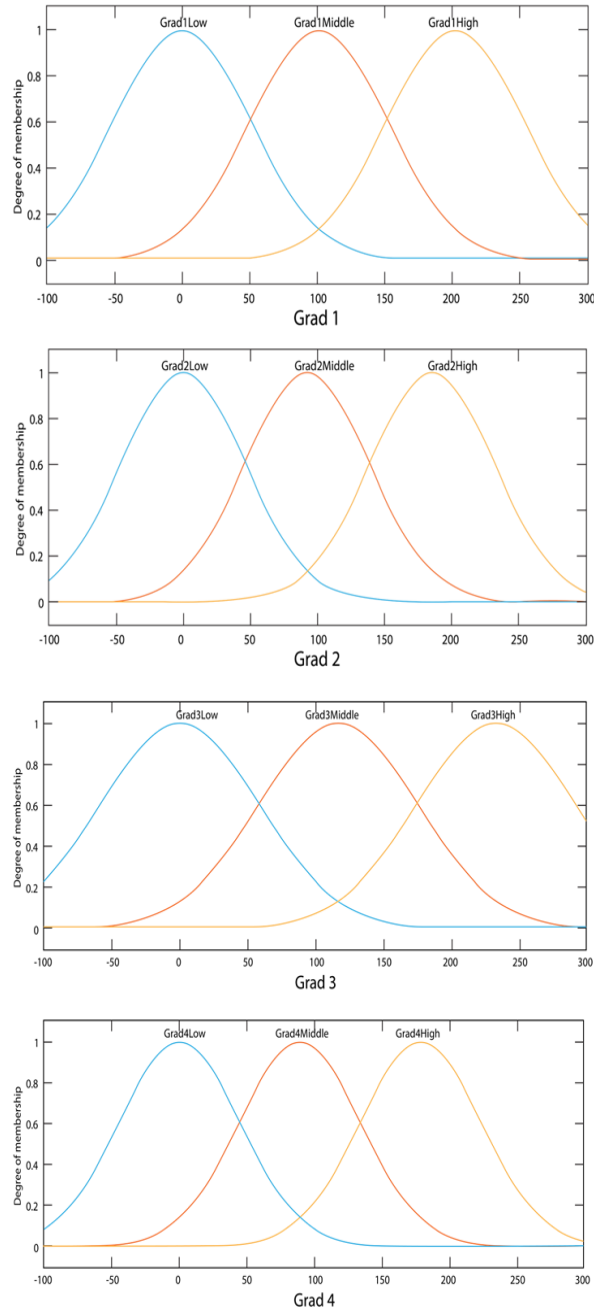 Grad1Low Grad1Middle Grad1High
1
0.8
0.6
0.4
0.2
0
Degree of membership
-100 -50 0 50 100 150 200 250 300
Grad 1
Grad2Low Grad2Middle Grad2High
1
0.8
0.6
0.4
0.2
0
Degree of membership
-100 -50 0 50 100 150 200 250 300
Grad 2
Grad3Low Grad3Middle Grad3High
1
0.8
0.6
0.4
0.2
0
Degree of membership
-100 -50 0 50 100 150 200 250 300
Grad 3
Grad4Low Grad4Middle Grad4High
1
0.8
0.6
0.4
0.2
0
Degree of membership
-100 -50 0 50 100 150 200 250 300
Grad 4